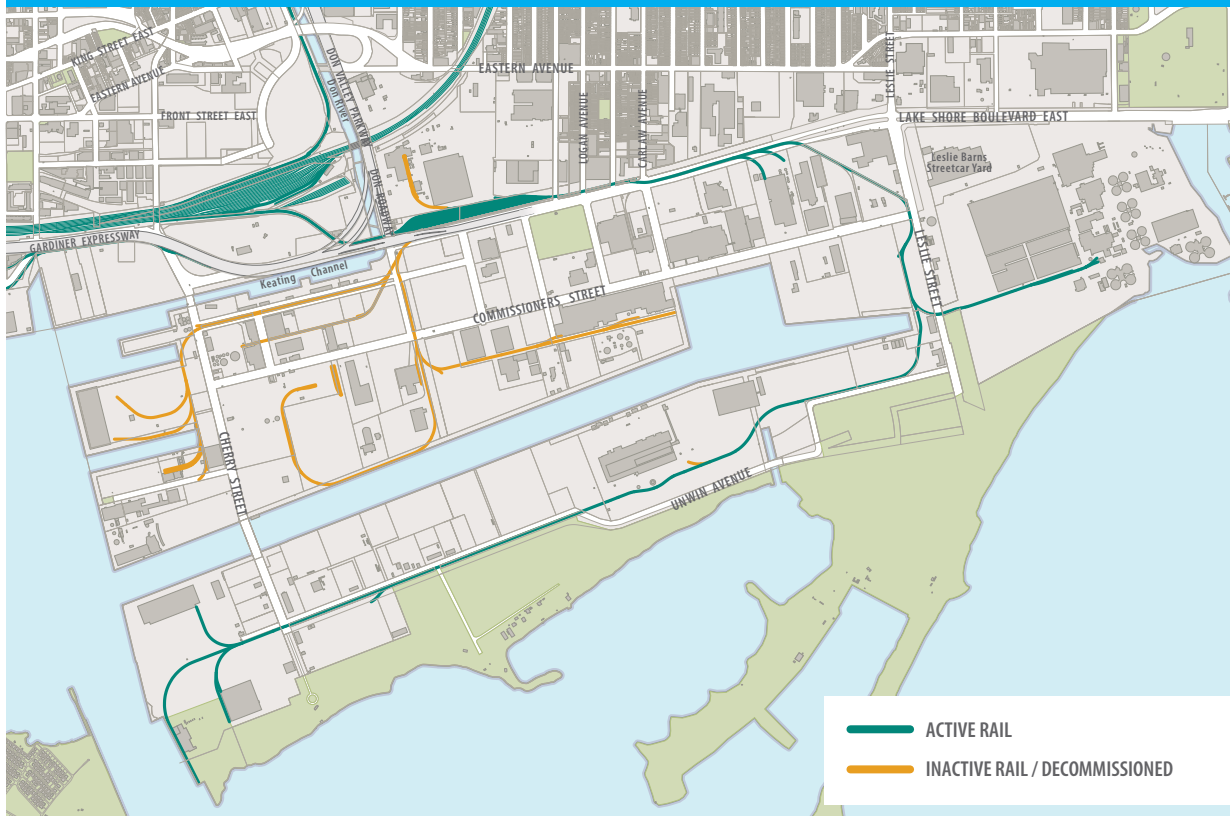 KING STREET EAST
EASTERN AVENUE
FRONT STREET EAST
DON VALLEY PARKWAY
Don River
DON ROADWAY
EASTERN AVENUE
LOGAN AVENUE
CARLAW AVENUE
LESLIE STREET
LAKE SHORE BOULEVARD EAST
Leslie Barns
Streetcar Yard
GARDINER EXPRESSWAY
Keating Channel
COMMISSIONERS STREET
LESLIE STREET
CHERRY STREET
UNWIN AVENUE
ACTIVE RAIL
INACTIVE RAIL / DECOMMISSIONED